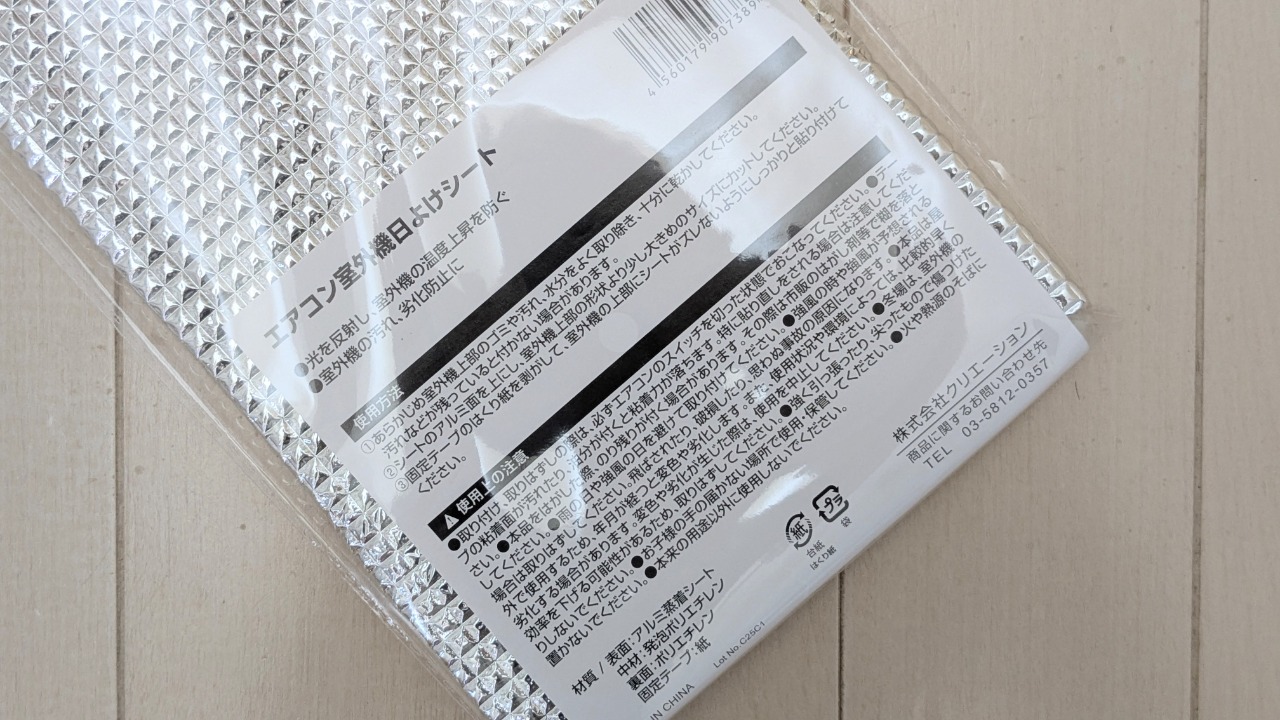 4 560179 907389
エアコン室外機日よけシート
●光を反射し、室外機の温度上昇を防ぐ
●室外機の汚れ、劣化防止に
使用方法
①あらかじめ室外機上部のゴミや汚れ、水分をよく取り除き、十分に乾かしてください。
汚れなどが残っていると上手く付かない場合があります。
②シートのアルミ面を上にし、室外機上部の形状より少し大きめのサイズにカットしてください。
③固定テープのはくり紙を剥がして、室外機の上部にシートがズレないようにしっかりと貼り付けて
ください。
使用上の注意
●取り付け、取りはずしの際は、必ずエアコンのスイッチを切った状態でおこなってください。●テー
プの粘着面が汚れたり、水分が付くと粘着力が落ちます。特に貼り直しをされる場合は注意してくだ
さい。●本品をはがした際、のり残りが付く場合があります。その際は市販のはがし剤等で糊を落と
してください。●雨の日や強風の日を避けて取り付けてください。●強風の時や強風が予想される
場合は取りはずしてください。飛ばされたり、破損したり、思わぬ事故の原因になります。●本品は屋
外で使用するため、年月が経つと変色や劣化します。また、使用状況や環境によっては、比較的早く
劣化する場合があります。変色や劣化が生じた際は、使用を中止してください。●冬場は、室外機の
効率を下げる可能性があるため、取りはずしてください。●強く引っ張ったり、尖ったもので傷つけた
りしないでください。●お子様の手の届かない場所で使用・保管してください。●火や熱源のそばに
置かないでください。●本来の用途以外に使用しないでください。
材質 / 表面：アルミ蒸着シート
中材：発泡ポリエチレン
裏面：ポリエチレン
固定テープ：紙
紙
台紙
はくり紙
プラ
袋
株式会社クリエーション
商品に関するお問い合わせ先
TEL 03-5812-0357
IN CHINA
Lot No. C25C1